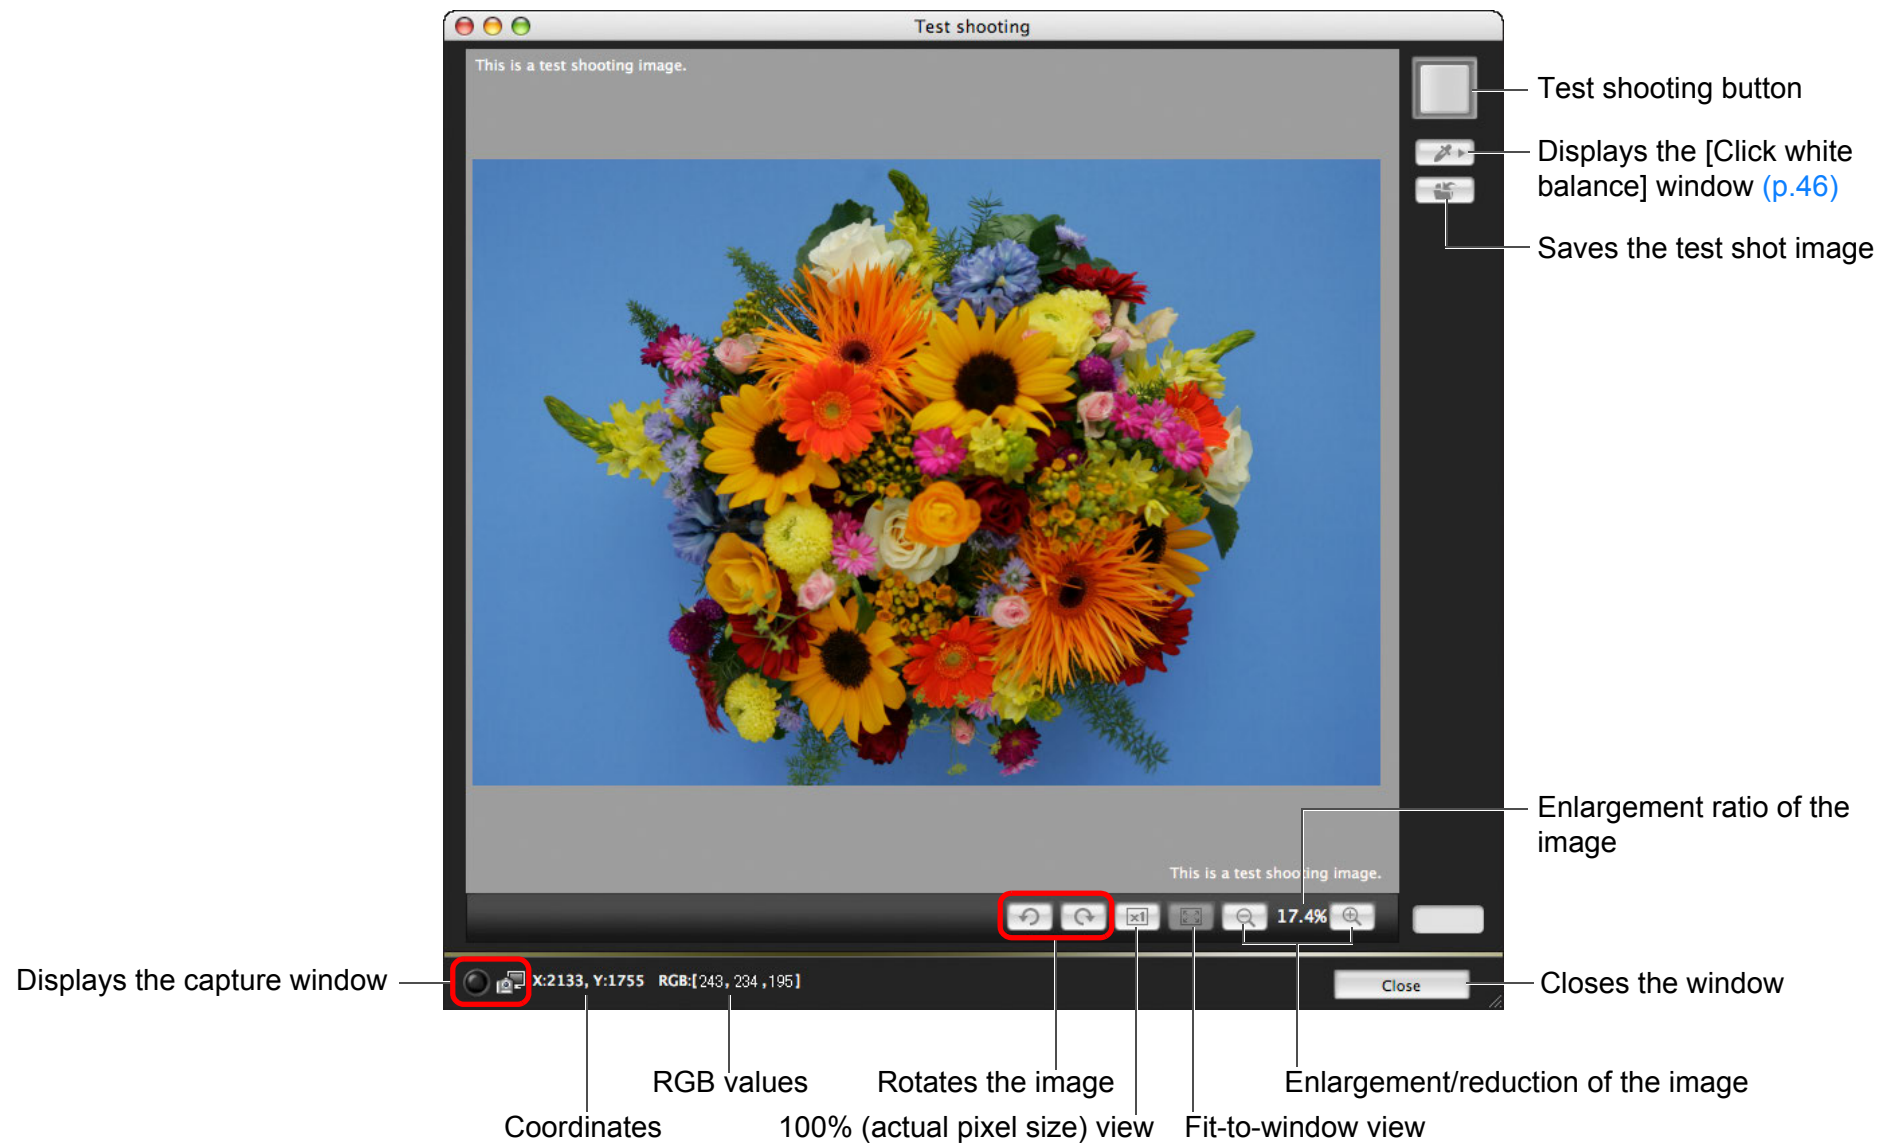 Test shooting
This is a test shooting image.
Test shooting button
Displays the [Click white
balance] window (p.46)
Saves the test shot image
Enlargement ratio of the
image
This is a test shooting image.
x1
17.4%
Displays the capture window
X:2133, Y:1755 RGB:[243, 234 ,195]
Close
Closes the window
RGB values
Rotates the image
Enlargement/reduction of the image
Coordinates
100% (actual pixel size) view
Fit-to-window view